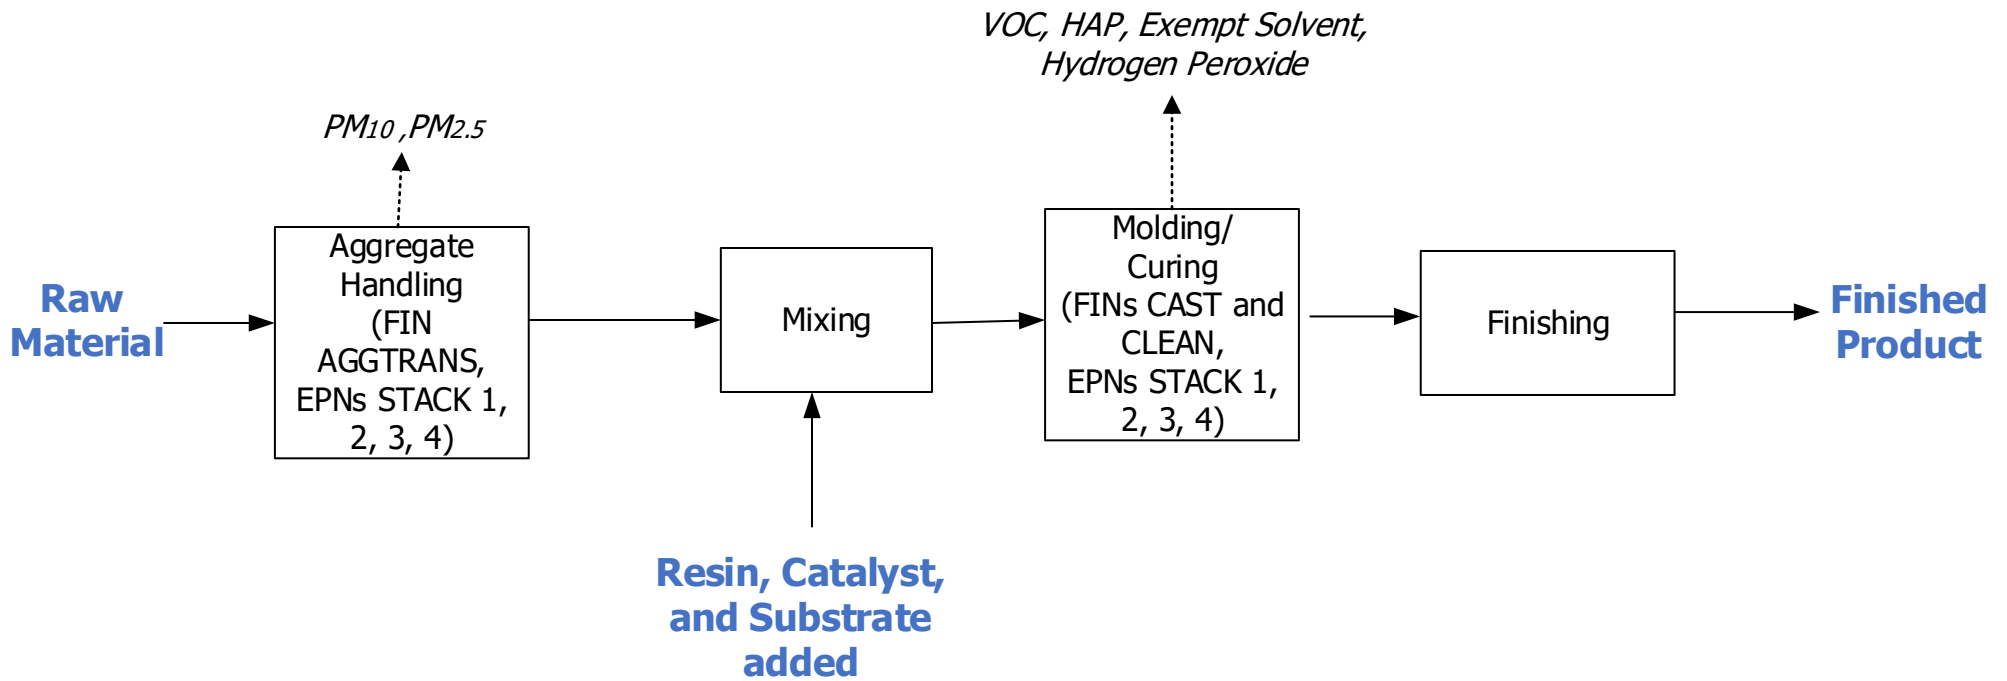 VOC, HAP, Exempt Solvent,
Hydrogen Peroxide
PM10 ,PM2.5
Raw
Material
Aggregate
Handling
(FIN
AGGTRANS,
EPNs STACK 1,
2, 3, 4)
Mixing
Resin, Catalyst,
and Substrate
added
Molding/
Curing
(FINs CAST and
CLEAN,
EPNs STACK 1,
2, 3, 4)
Finishing
Finished
Product